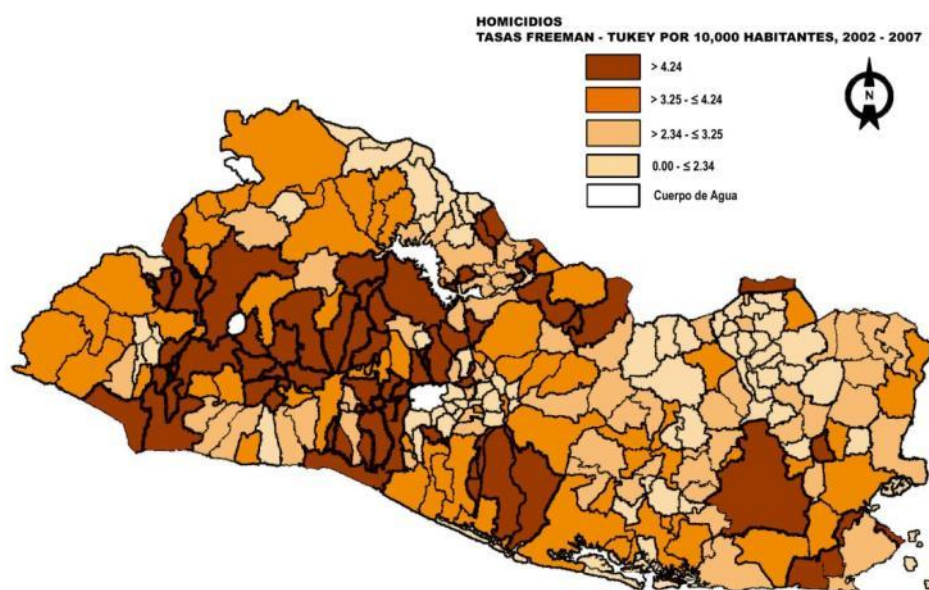 HOMICIDIOS
TASAS FREEMAN - TUKEY POR 10,000 HABITANTES, 2002 - 2007
> 4.24
> 3.25 - ≤ 4.24
> 2.34 - ≤ 3.25
0.00 - ≤ 2.34
Cuerpo de Agua
N